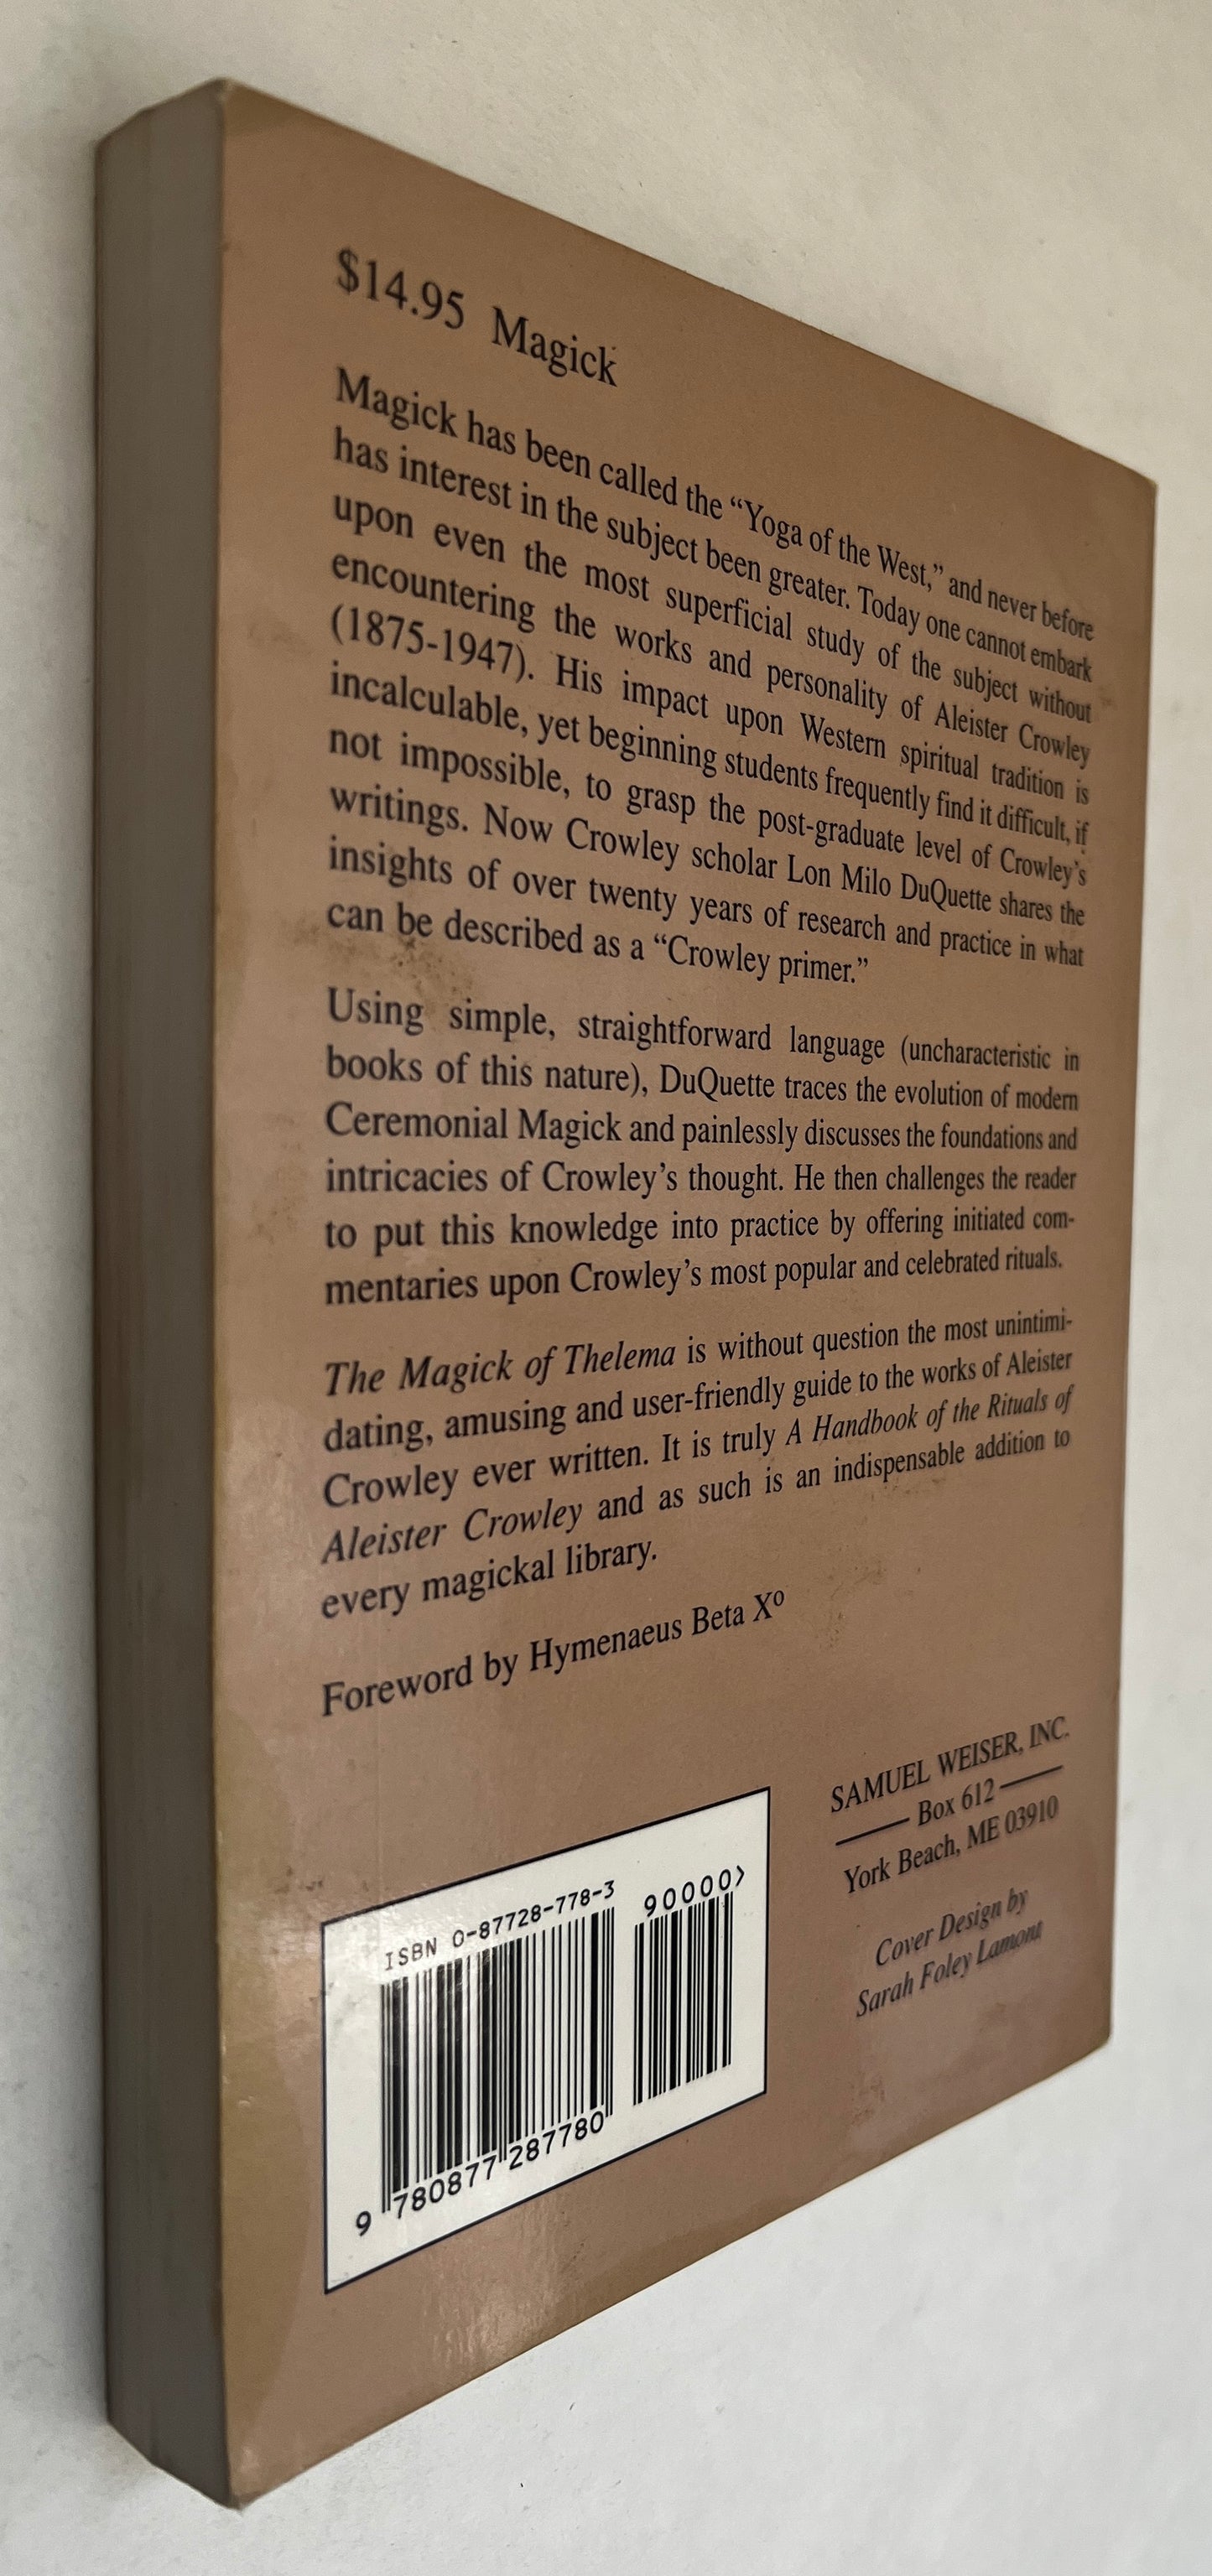 $14.95 Magick
Magick has been called the “Yoga of the West,” and never before
has interest in the subject been greater. Today one cannot embark
upon even the most superficial study of the subject without
encountering the works and personality of Aleister Crowley
(1875-1947). His impact upon Western spiritual tradition is
incalculable, yet beginning students frequently find it difficult, if
not impossible, to grasp the post-graduate level of Crowley’s
writings. Now Crowley scholar Lon Milo DuQuette shares the
insights of over twenty years of research and practice in what
can be described as a “Crowley primer.”
Using simple, straightforward language (uncharacteristic in
books of this nature), DuQuette traces the evolution of modern
Ceremonial Magick and painlessly discusses the foundations and
intricacies of Crowley’s thought. He then challenges the reader
to put this knowledge into practice by offering initiated com-
mentaries upon Crowley’s most popular and celebrated rituals.
The Magick of Thelema is without question the most unintimi-
dating, amusing and user-friendly guide to the works of Aleister
Crowley ever written. It is truly A Handbook of the Rituals of
Aleister Crowley and as such is an indispensable addition to
every magickal library.
Foreword by Hymenaeus Beta Xº
SAMUEL WEISER, INC.
Box 612
York Beach, ME 03910
Cover Design by
Sarah Foley Lamont
ISBN 0-87728-778-3
90000>
9 780877 287780